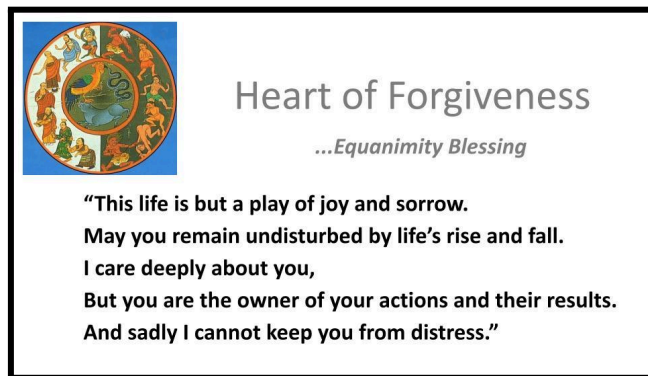 Heart of Forgiveness
...Equanimity Blessing
“This life is but a play of joy and sorrow.
May you remain undisturbed by life’s rise and fall.
I care deeply about you,
But you are the owner of your actions and their results.
And sadly I cannot keep you from distress.”